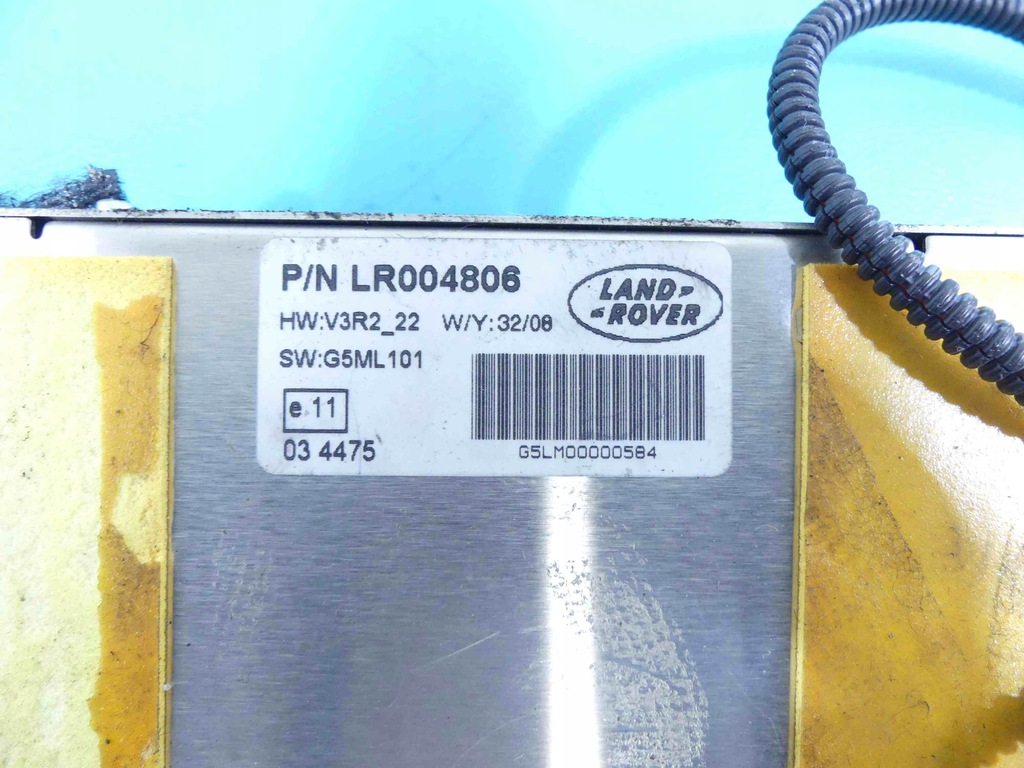 P/N LR004806
LAND
ROVER
HW:V3R2_22 W/Y: 32/08
SW:G5ML101
e 11
03 4475
G5LM00000584